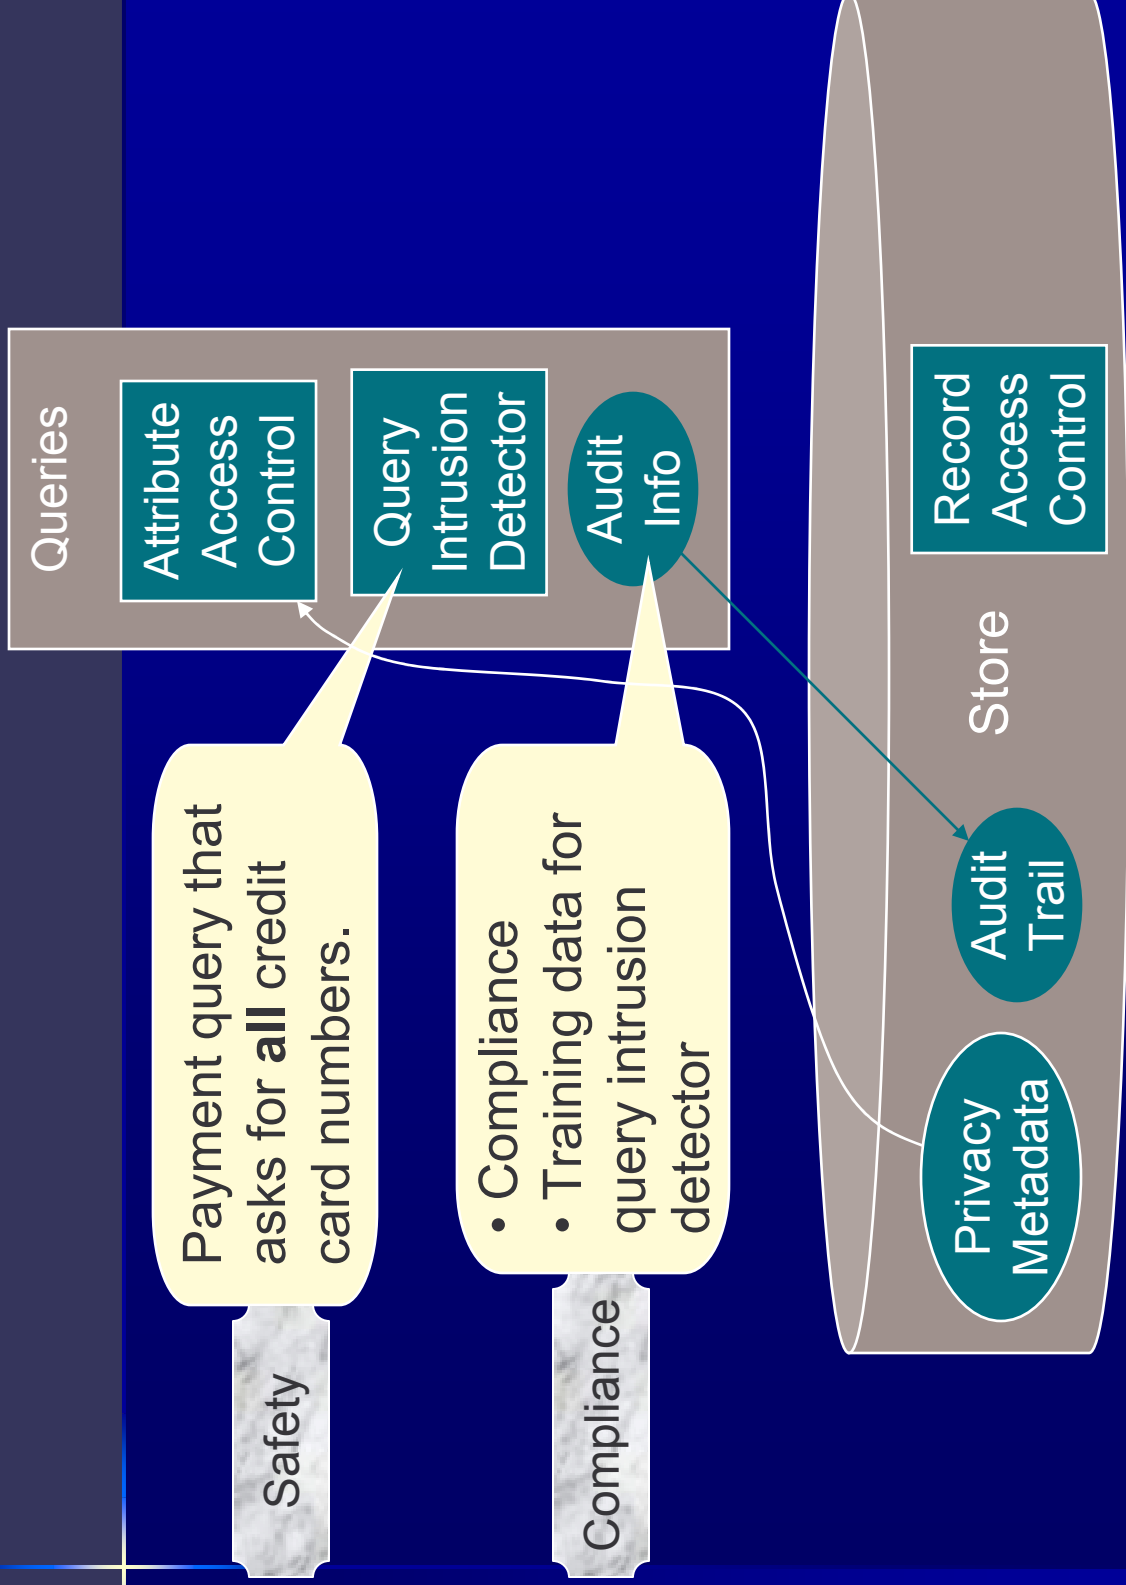 Queries
Attribute
Access
Control
Safety
Payment query that
asks for all credit
card numbers.
Query
Intrusion
Detector
Compliance
• Compliance
• Training data for
query intrusion
detector
Audit
Info
Privacy
Metadata
Audit
Trail
Store
Record
Access
Control